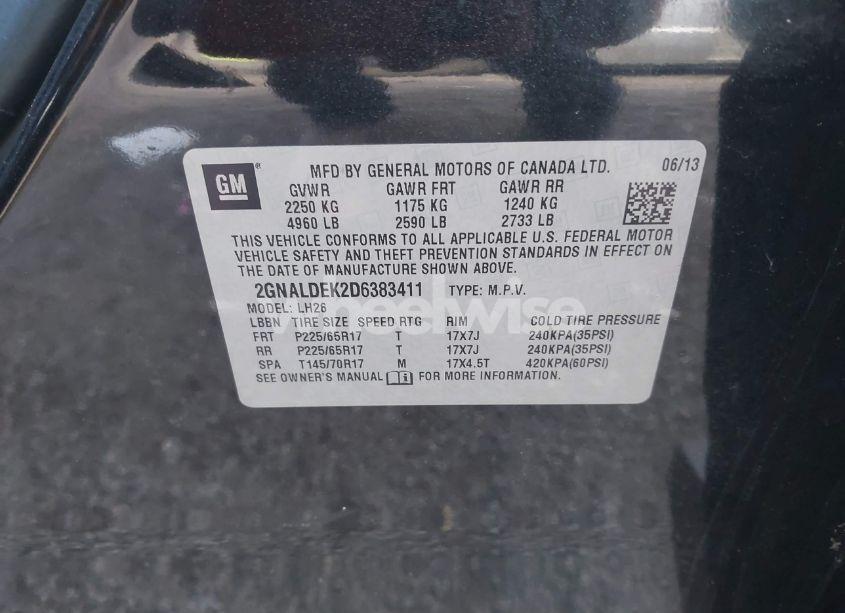 GM®
MFD BY GENERAL MOTORS OF CANADA LTD. 06/13
GVWR GAWR FRT GAWR RR
2250 KG 1175 KG 1240 KG
4960 LB 2590 LB 2733 LB
THIS VEHICLE CONFORMS TO ALL APPLICABLE U.S. FEDERAL MOTOR
VEHICLE SAFETY AND THEFT PREVENTION STANDARDS IN EFFECT ON
THE DATE OF MANUFACTURE SHOWN ABOVE.
2GNALDEK2D6383411 TYPE: M.P.V.
MODEL: LH26
wheelwise
LBBN TIRE SIZE SPEED RTG RIM COLD TIRE PRESSURE
FRT P225/65R17 T 17X7J 240KPA(35PSI)
RR P225/65R17 T 17X7J 240KPA(35PSI)
SPA T145/70R17 M 17X4.5T 420KPA(60PSI)
SEE OWNER'S MANUAL FOR MORE INFORMATION.